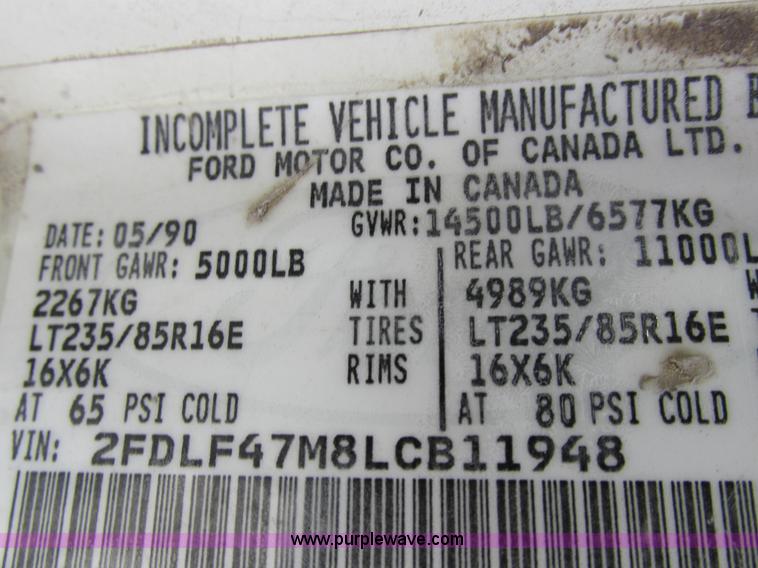 INCOMPLETE VEHICLE MANUFACTURED
FORD MOTOR CO. OF CANADA LTD.
MADE IN CANADA
DATE: 05/90 GVWR: 14500LB/6577KG
FRONT GAWR: 5000LB REAR GAWR: 11000L
2267KG WITH 4989KG
LT235/85R16E TIRES LT235/85R16E
16X6K RIMS 16X6K
AT 65 PSI COLD AT 80 PSI COLD
VIN: 2FDLF47M8LCB11948
www.purplewave.com